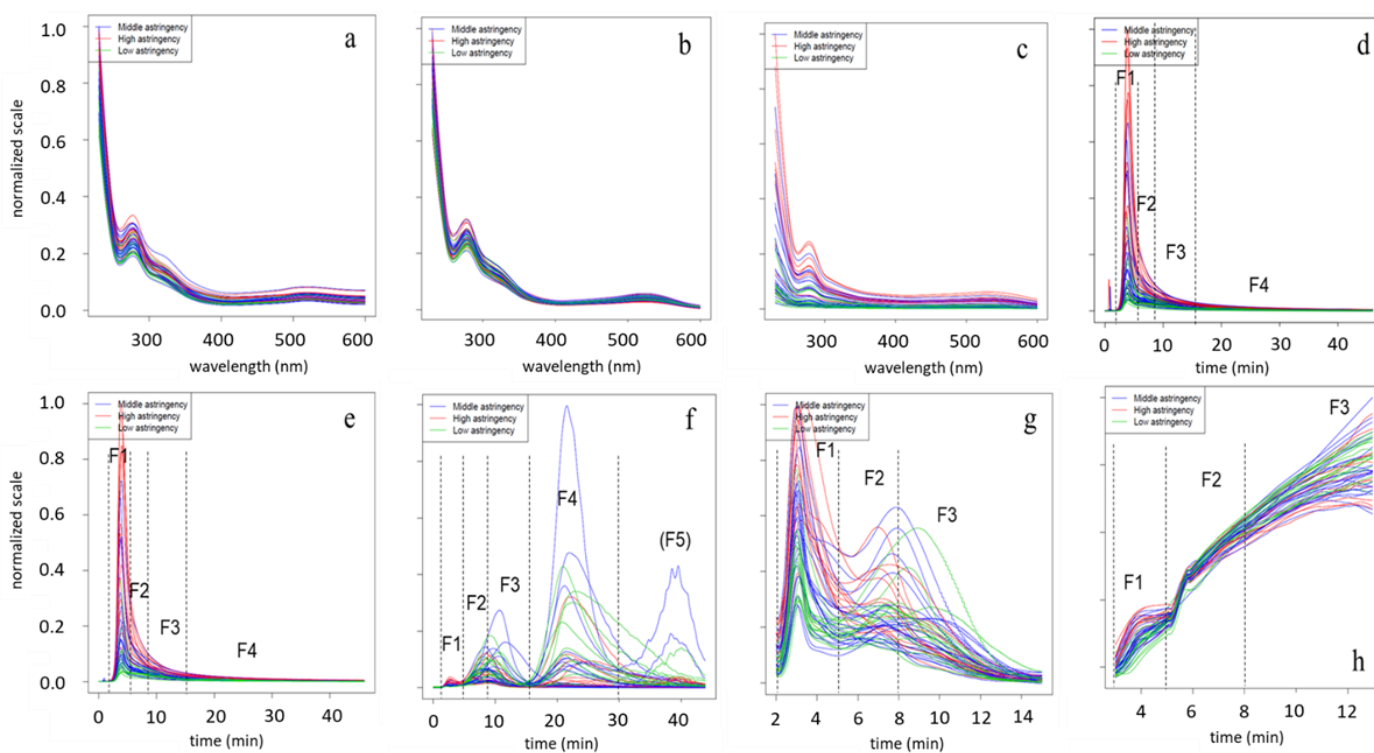 normalized scale
1.0
0.8
0.6
0.4
0.2
0.0
Middle astringency
High astringency
Low astringency
a
300 400 500 600
wavelength (nm)
Middle astringency
High astringency
Low astringency
b
300 400 500 600
wavelength (nm)
Middle astringency
High astringency
Low astringency
c
300 400 500 600
wavelength (nm)
Middle astringency
High astringency
Low astringency
d
F1
F2
F3
F4
0 10 20 30 40
time (min)
normalized scale
1.0
0.8
0.6
0.4
0.2
0.0
Middle astringency
High astringency
Low astringency
e
F1
F2
F3
F4
0 10 20 30 40
time (min)
Middle astringency
High astringency
Low astringency
f
F1
F2
F3
F4
(F5)
0 10 20 30 40
time (min)
Middle astringency
High astringency
Low astringency
g
F1
F2
F3
2 4 6 8 10 12 14
time (min)
Middle astringency
High astringency
Low astringency
F3
F2
F1
h
4 6 8 10 12
time (min)